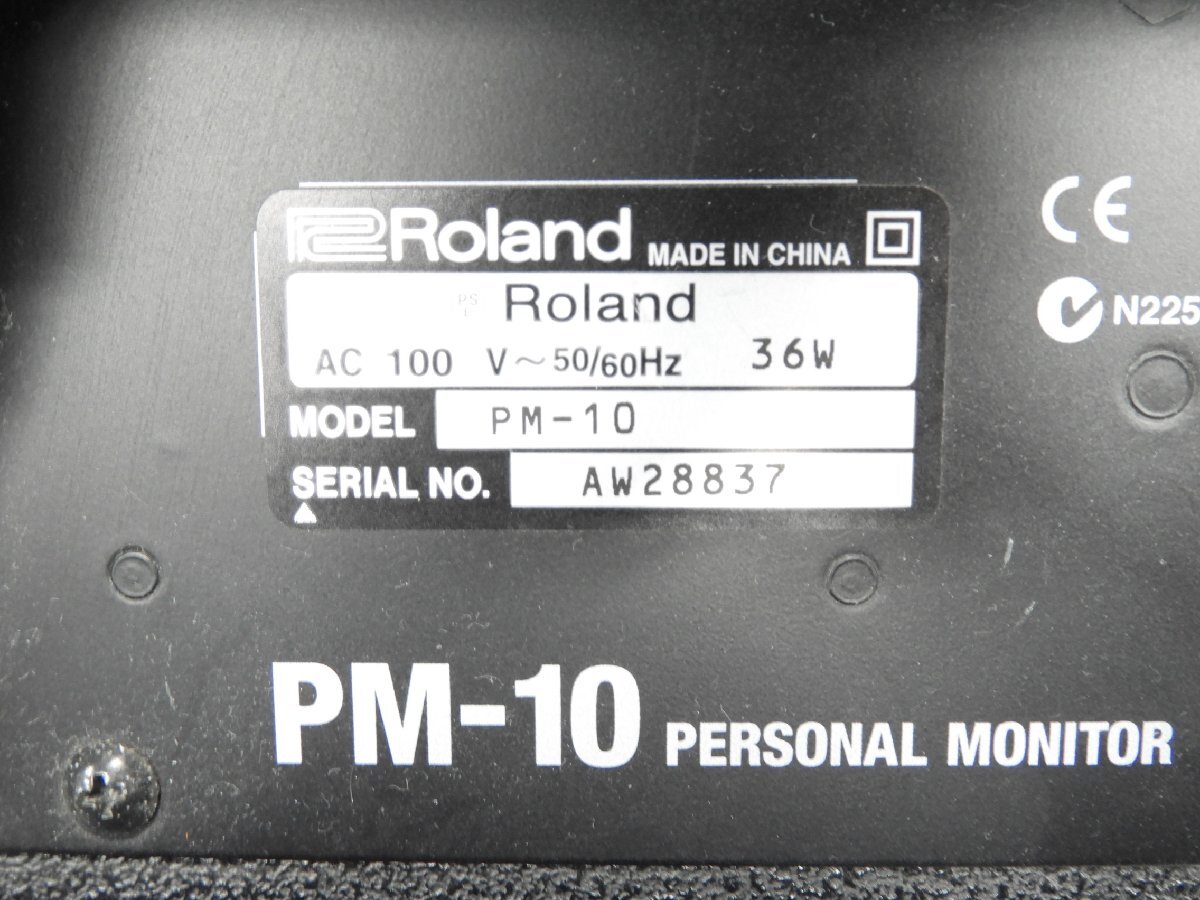 Roland MADE IN CHINA
PS Roland
E
AC 100 V~50/60Hz 36W
MODEL PM-10
SERIAL NO. AW28837
CE
N225
PM-10 PERSONAL MONITOR